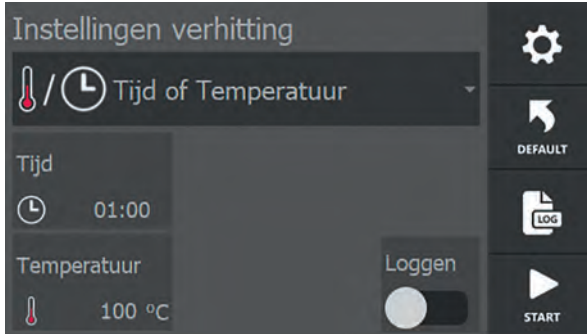 Instellingen verhitting
/ Tijd of Temperatuur
DEFAULT
Tijd
01:00
LOG
Temperatuur
100 °C
Loggen
START